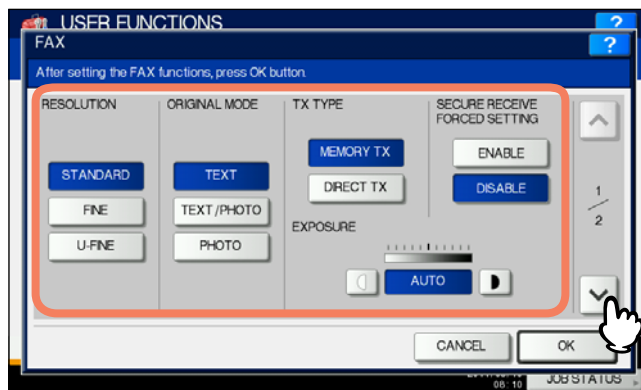 USER FUNCTIONS
?
FAX
?
After setting the FAX functions, press OK button.
RESOLUTION
ORIGINAL MODE
TX TYPE
SECURE RECEIVE
FORCED SETTING
MEMORY TX
ENABLE
STANDARD
TEXT
DIRECT TX
DISABLE
1
FINE
TEXT/PHOTO
2
EXPOSURE
U-FINE
PHOTO
AUTO
CANCEL
OK
08:10
JOB STATUS